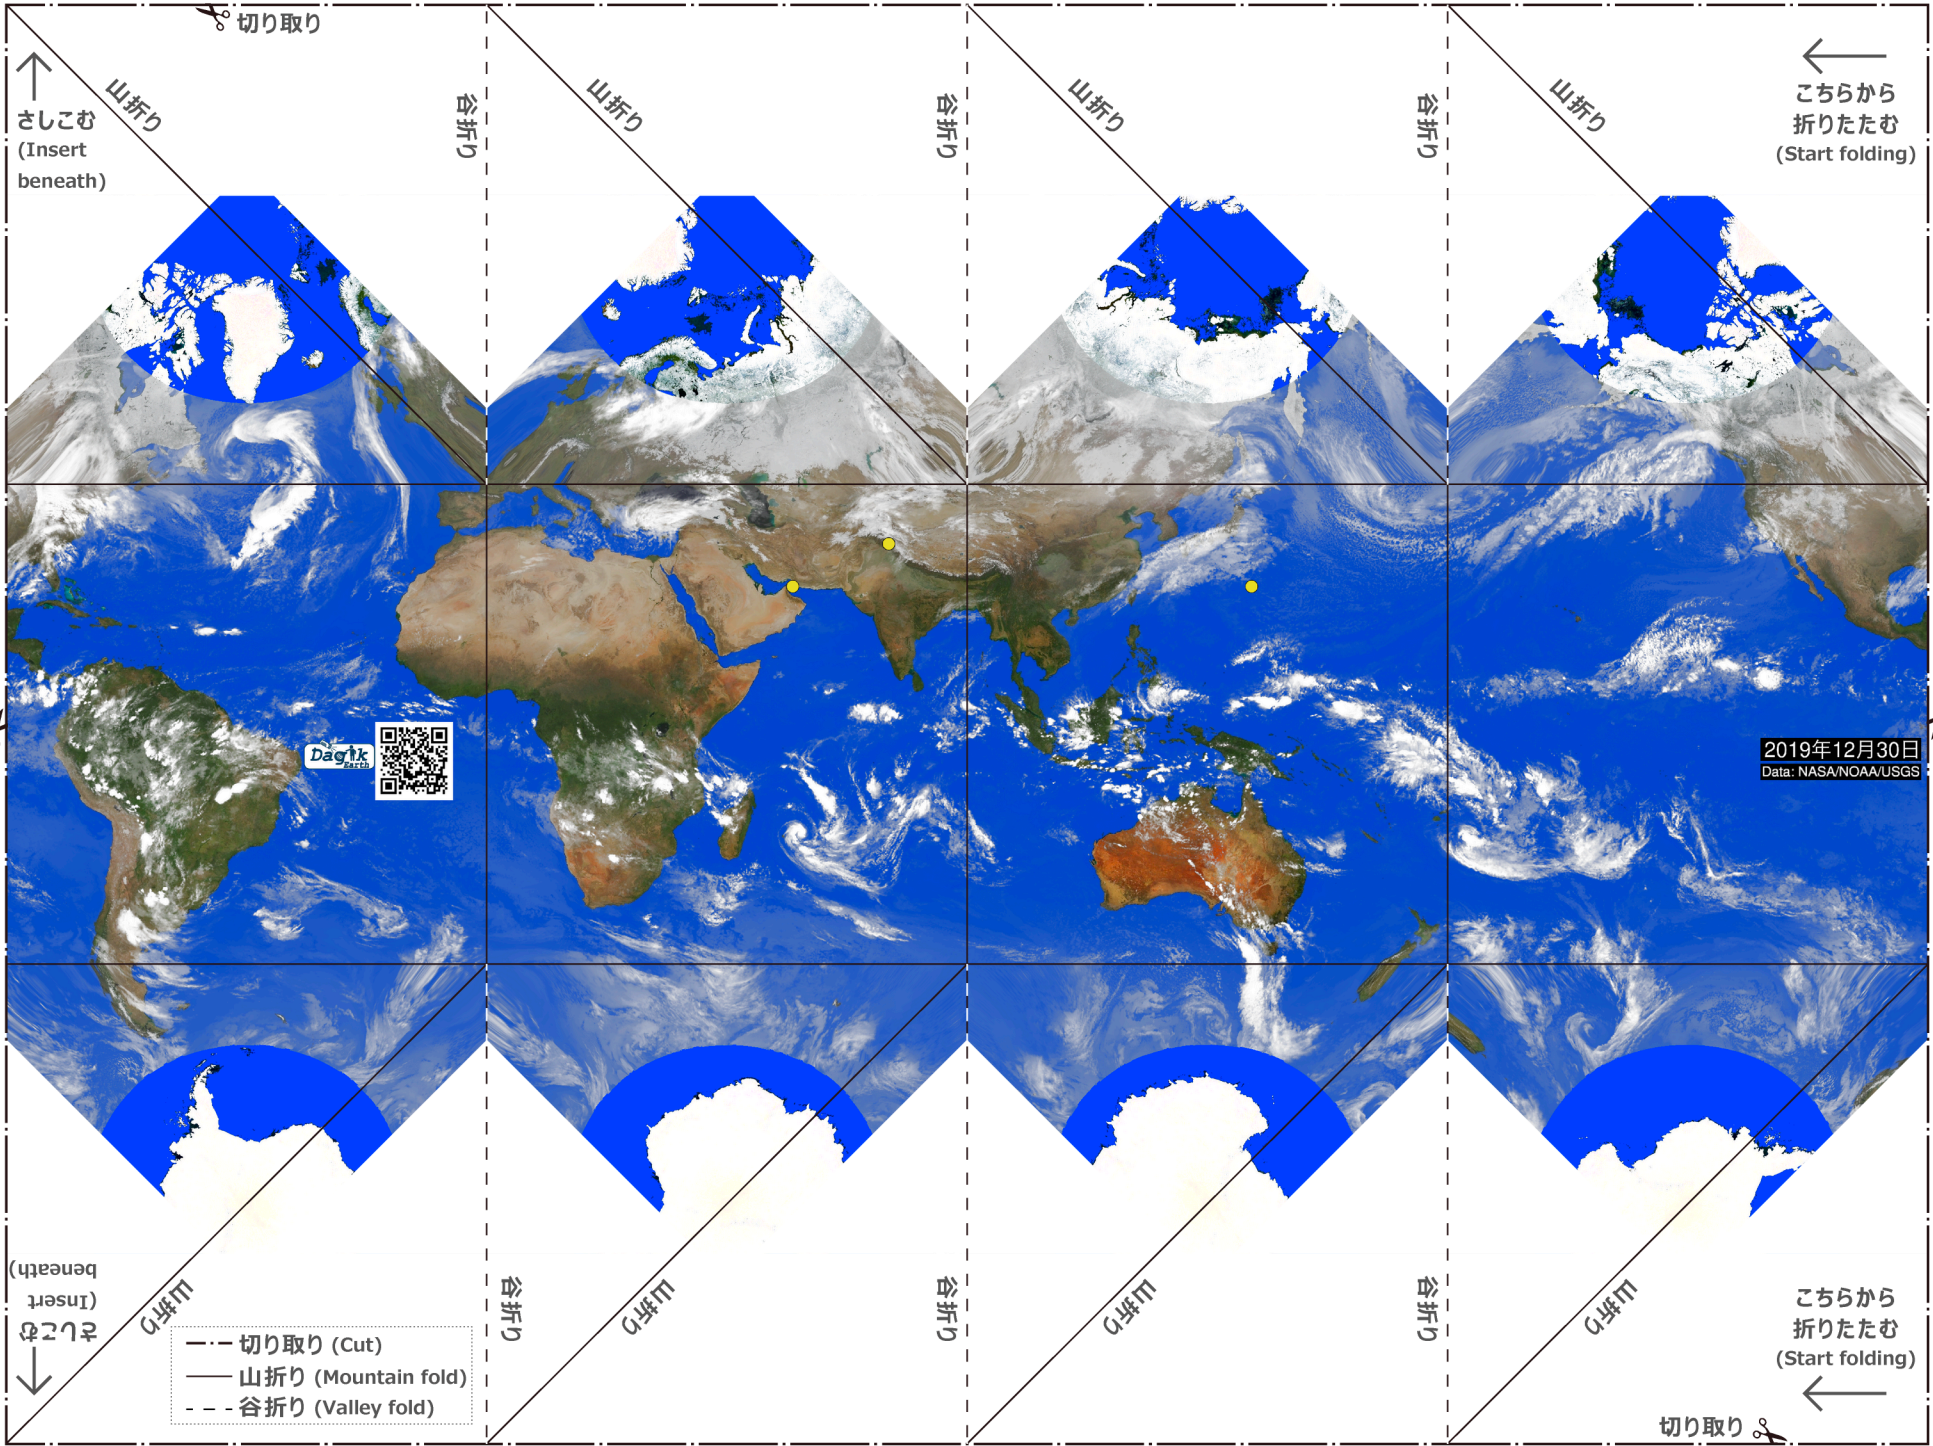 切り取り
山折り
谷折り
山折り
谷折り
山折り
谷折り
山折り
さしこむ
(Insert
beneath)
こちらから
折りたたむ
(Start folding)
Dagik
Earth
2019年12月30日
Data: NASA/NOAA/USGS
さしこむ
(Insert
beneath)
山折り
谷折り
山折り
谷折り
山折り
谷折り
山折り
切り取り (Cut)
山折り (Mountain fold)
谷折り (Valley fold)
こちらから
折りたたむ
(Start folding)
切り取り